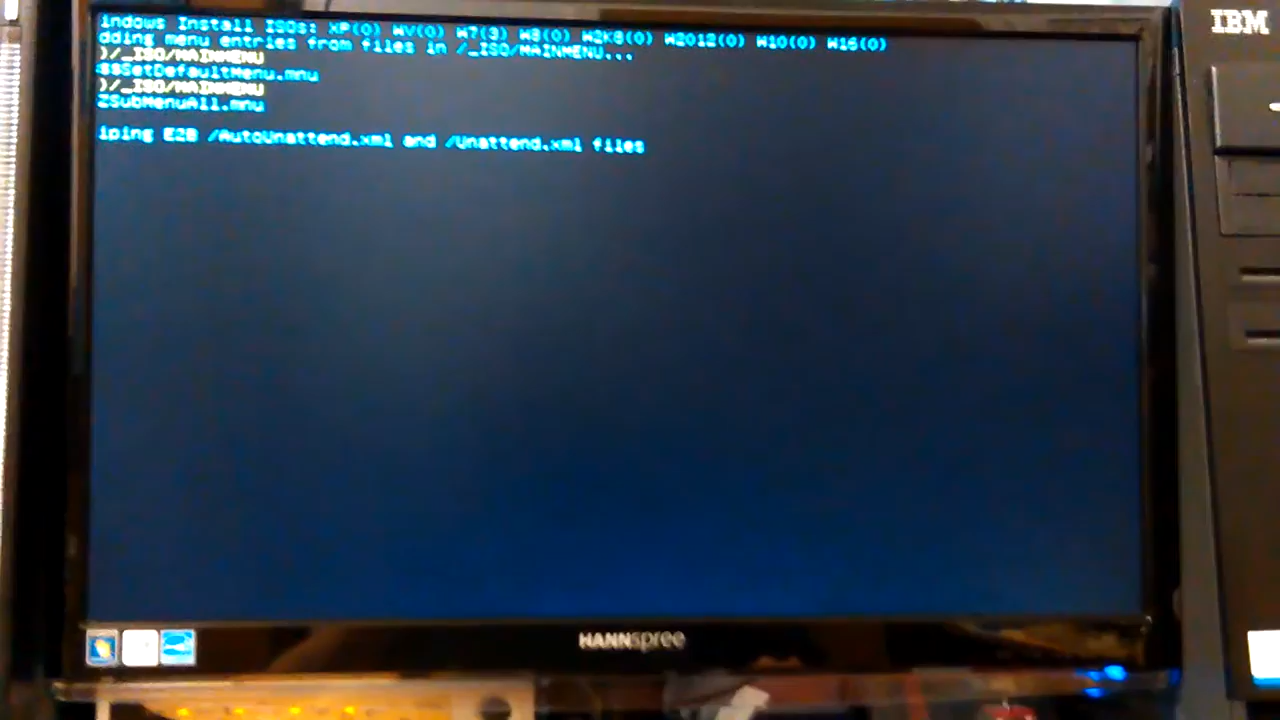 indows Install ISOs: XP(0) WV(0) W7(3) W8(0) W2K8(0) W2012(0) W10(0) W16(0)
dding menu entries from files in /_ISO/MAINMENU...
)/_ISO/MAINMENU
$$SetDefaultMenu.mnu
)/_ISO/MAINMENU
ZSubMenuAll.mnu
iping E2B /AutoUnattend.xml and /Unattend.xml files
HANNspree
IBM